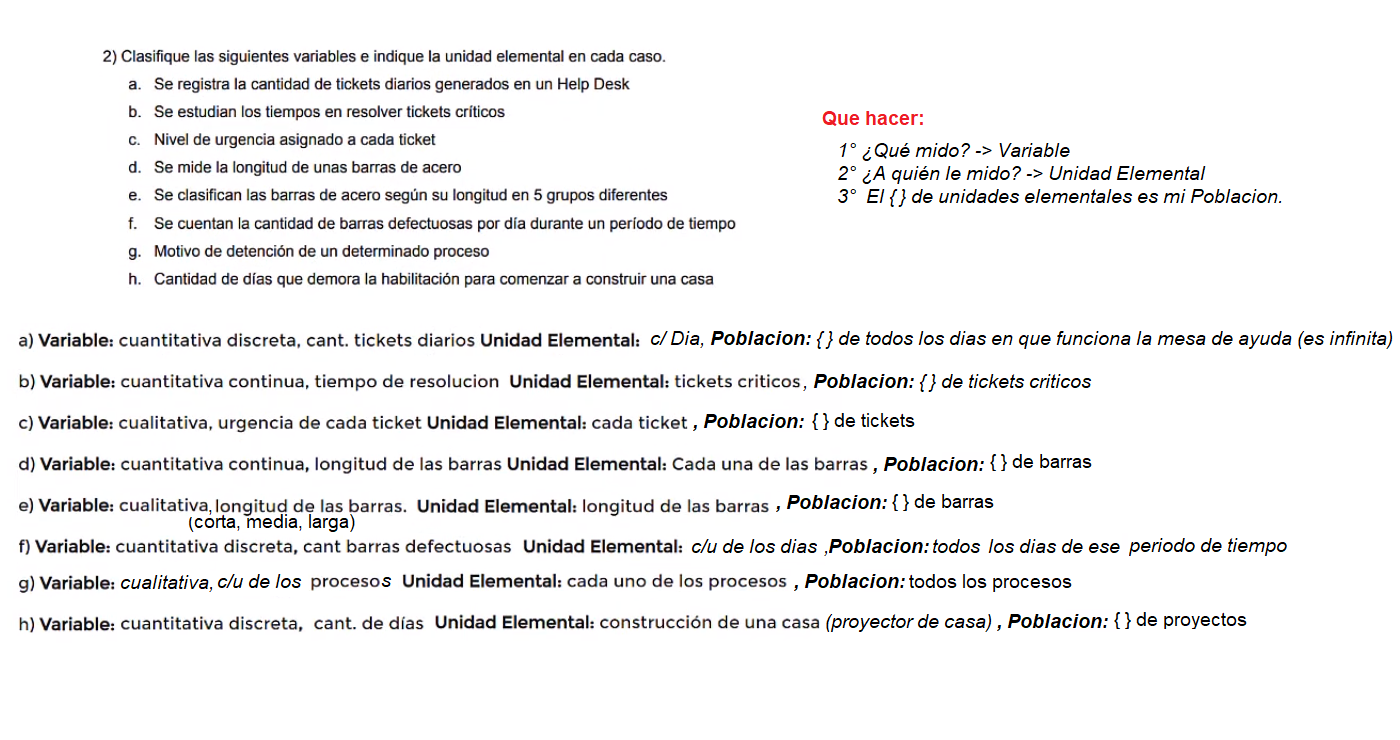 2) Clasifique las siguientes variables e indique la unidad elemental en cada caso.
a. Se registra la cantidad de tickets diarios generados en un Help Desk
b. Se estudian los tiempos en resolver tickets críticos
c. Nivel de urgencia asignado a cada ticket
d. Se mide la longitud de unas barras de acero
e. Se clasifican las barras de acero según su longitud en 5 grupos diferentes
f. Se cuentan la cantidad de barras defectuosas por día durante un período de tiempo
g. Motivo de detención de un determinado proceso
h. Cantidad de días que demora la habilitación para comenzar a construir una casa
Que hacer:
1° ¿Qué mido? -> Variable
2° ¿A quién le mido? -> Unidad Elemental
3° El { } de unidades elementales es mi Poblacion.
a) Variable: cuantitativa discreta, cant. tickets diarios Unidad Elemental: c/ Dia, Poblacion: { } de todos los dias en que funciona la mesa de ayuda (es infinita)
b) Variable: cuantitativa continua, tiempo de resolucion Unidad Elemental: tickets criticos, Poblacion: { } de tickets criticos
c) Variable: cualitativa, urgencia de cada ticket Unidad Elemental: cada ticket , Poblacion: { } de tickets
d) Variable: cuantitativa continua, longitud de las barras Unidad Elemental: Cada una de las barras , Poblacion: { } de barras
e) Variable: cualitativa, longitud de las barras. Unidad Elemental: longitud de las barras , Poblacion: { } de barras
(corta, media, larga)
f) Variable: cuantitativa discreta, cant barras defectuosas Unidad Elemental: c/u de los dias ,Poblacion: todos los dias de ese periodo de tiempo
g) Variable: cualitativa, c/u de los procesos Unidad Elemental: cada uno de los procesos , Poblacion: todos los procesos
h) Variable: cuantitativa discreta, cant. de días Unidad Elemental: construcción de una casa (proyector de casa) , Poblacion: { } de proyectos